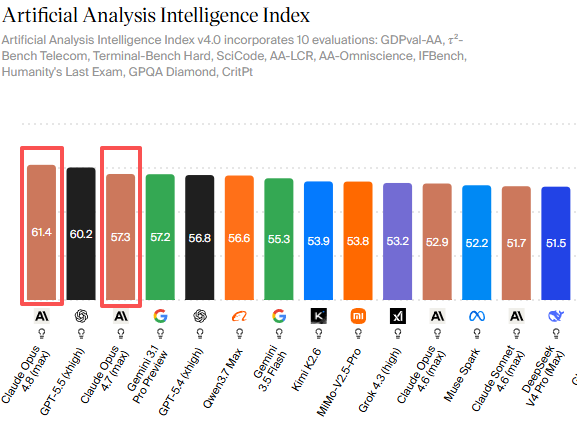 Artificial Analysis Intelligence Index
Artificial Analysis Intelligence Index v4.0 incorporates 10 evaluations: GDPval-AA, τ²-
Bench Telecom, Terminal-Bench Hard, SciCode, AA-LCR, AA-Omniscience, IFBench,
Humanity's Last Exam, GPQA Diamond, CritPt
61.4
60.2
57.3
57.2
56.8
56.6
55.3
53.9
53.8
53.2
52.9
52.2
51.7
51.5
Claude Opus
4.8 (max)
GPT-5.5 (xhigh)
Claude Opus
4.7 (max)
Gemini 3.1
Pro Preview
GPT-5.4 (xhigh)
Qwen3.7 Max
Gemini
3.5 Flash
Kimi K2.6
MiMo-V2.5-Pro
Grok 4.3 (high)
Claude Opus
4.6 (max)
Muse Spark
Claude Sonnet
4.6 (max)
DeepSeek
V4 Pro (Max)